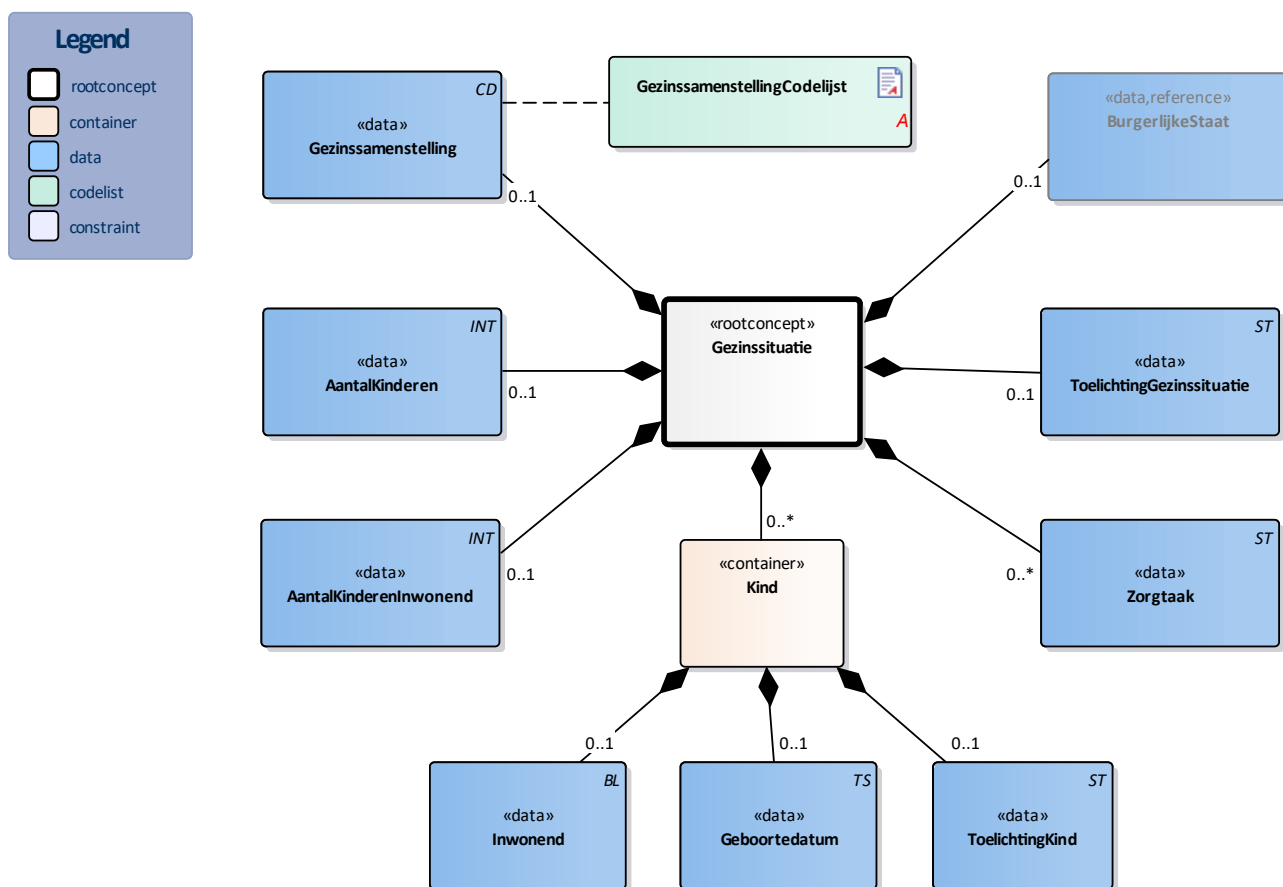 Legend
rootconcept
container
data
codelist
constraint
CD
«data»
Gezinssamenstelling
0..1
GezinssamenstellingCodelijst
A
«data,reference»
BurgerlijkeStaat
0..1
INT
«data»
AantalKinderen
0..1
«rootconcept»
Gezinssituatie
ST
«data»
ToelichtingGezinssituatie
0..1
INT
«data»
AantalKinderenInwonend
0..1
0..*
«container»
Kind
ST
«data»
Zorgtaak
0..*
0..1
BL
«data»
Inwonend
0..1
TS
«data»
Geboortedatum
0..1
ST
«data»
ToelichtingKind